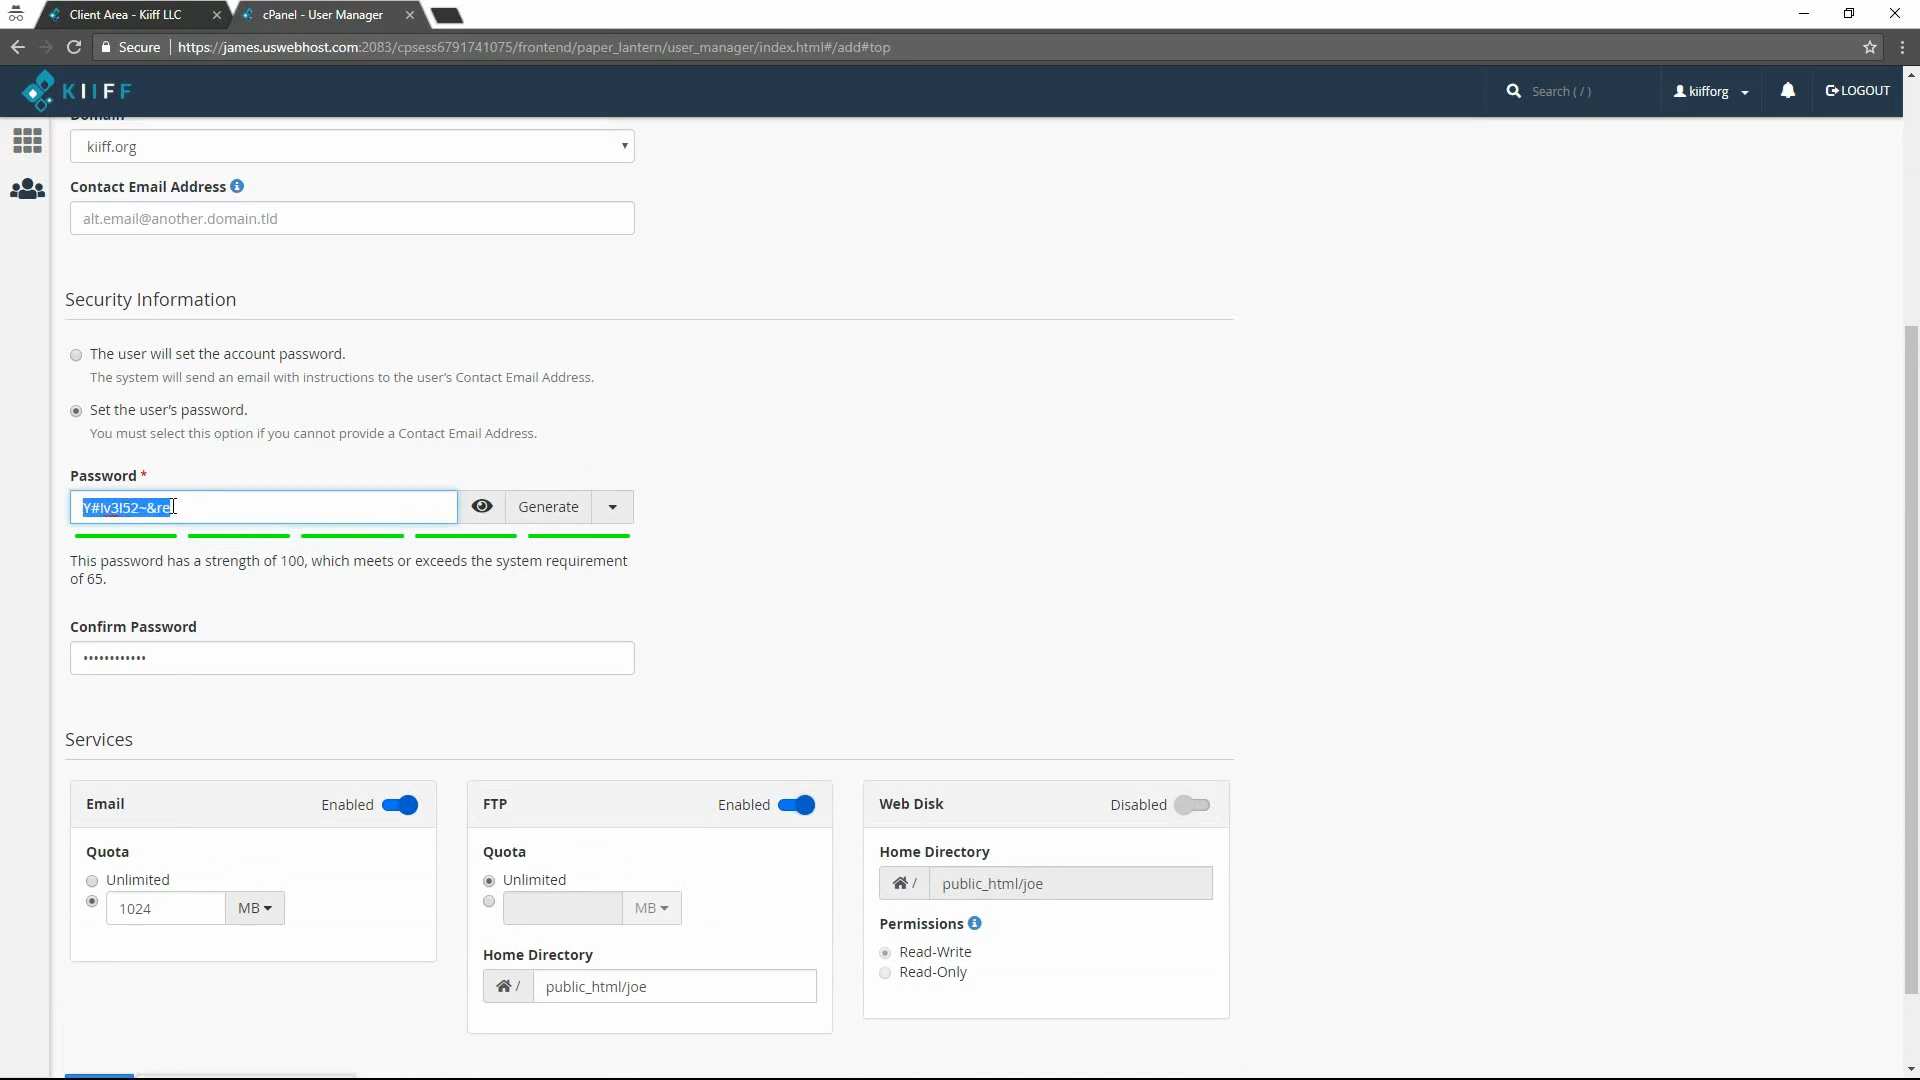 Client Area - Kiiff LLC
cPanel - User Manager
Secure
https://james.uswebhost.com:2083/cpsess6791741075/frontend/paper_lantern/user_manager/index.html#/add#top
KIIFF
Search ( / )
kiifforg
LOGOUT
Domain
kiiff.org
Contact Email Address
alt.email@another.domain.tld
Security Information
The user will set the account password.
The system will send an email with instructions to the user's Contact Email Address.
Set the user's password.
You must select this option if you cannot provide a Contact Email Address.
Password *
Generate
This password has a strength of 100, which meets or exceeds the system requirement
of 65.
Confirm Password
••••••••••••
Services
Email
Enabled
FTP
Enabled
Web Disk
Disabled
Quota
Unlimited
1024
MB
Quota
Unlimited
MB
Home Directory
/
public_html/joe
Home Directory
/
public_html/joe
Permissions
Read-Write
Read-Only